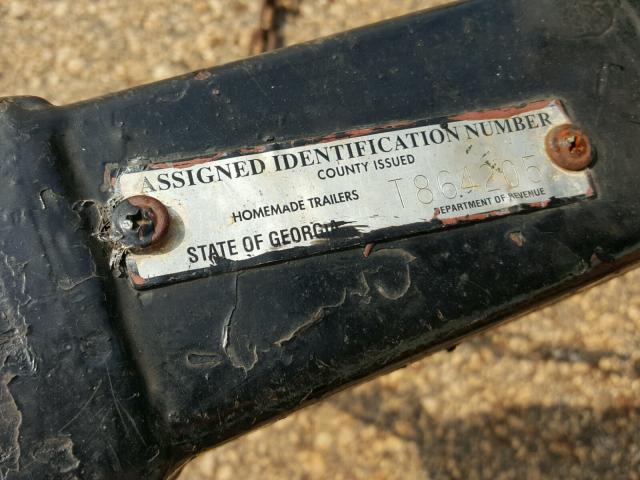 ASSIGNED IDENTIFICATION NUMBER
COUNTY ISSUED
HOMEMADE TRAILERS T864205
STATE OF GEORGIA DEPARTMENT OF REVENUE